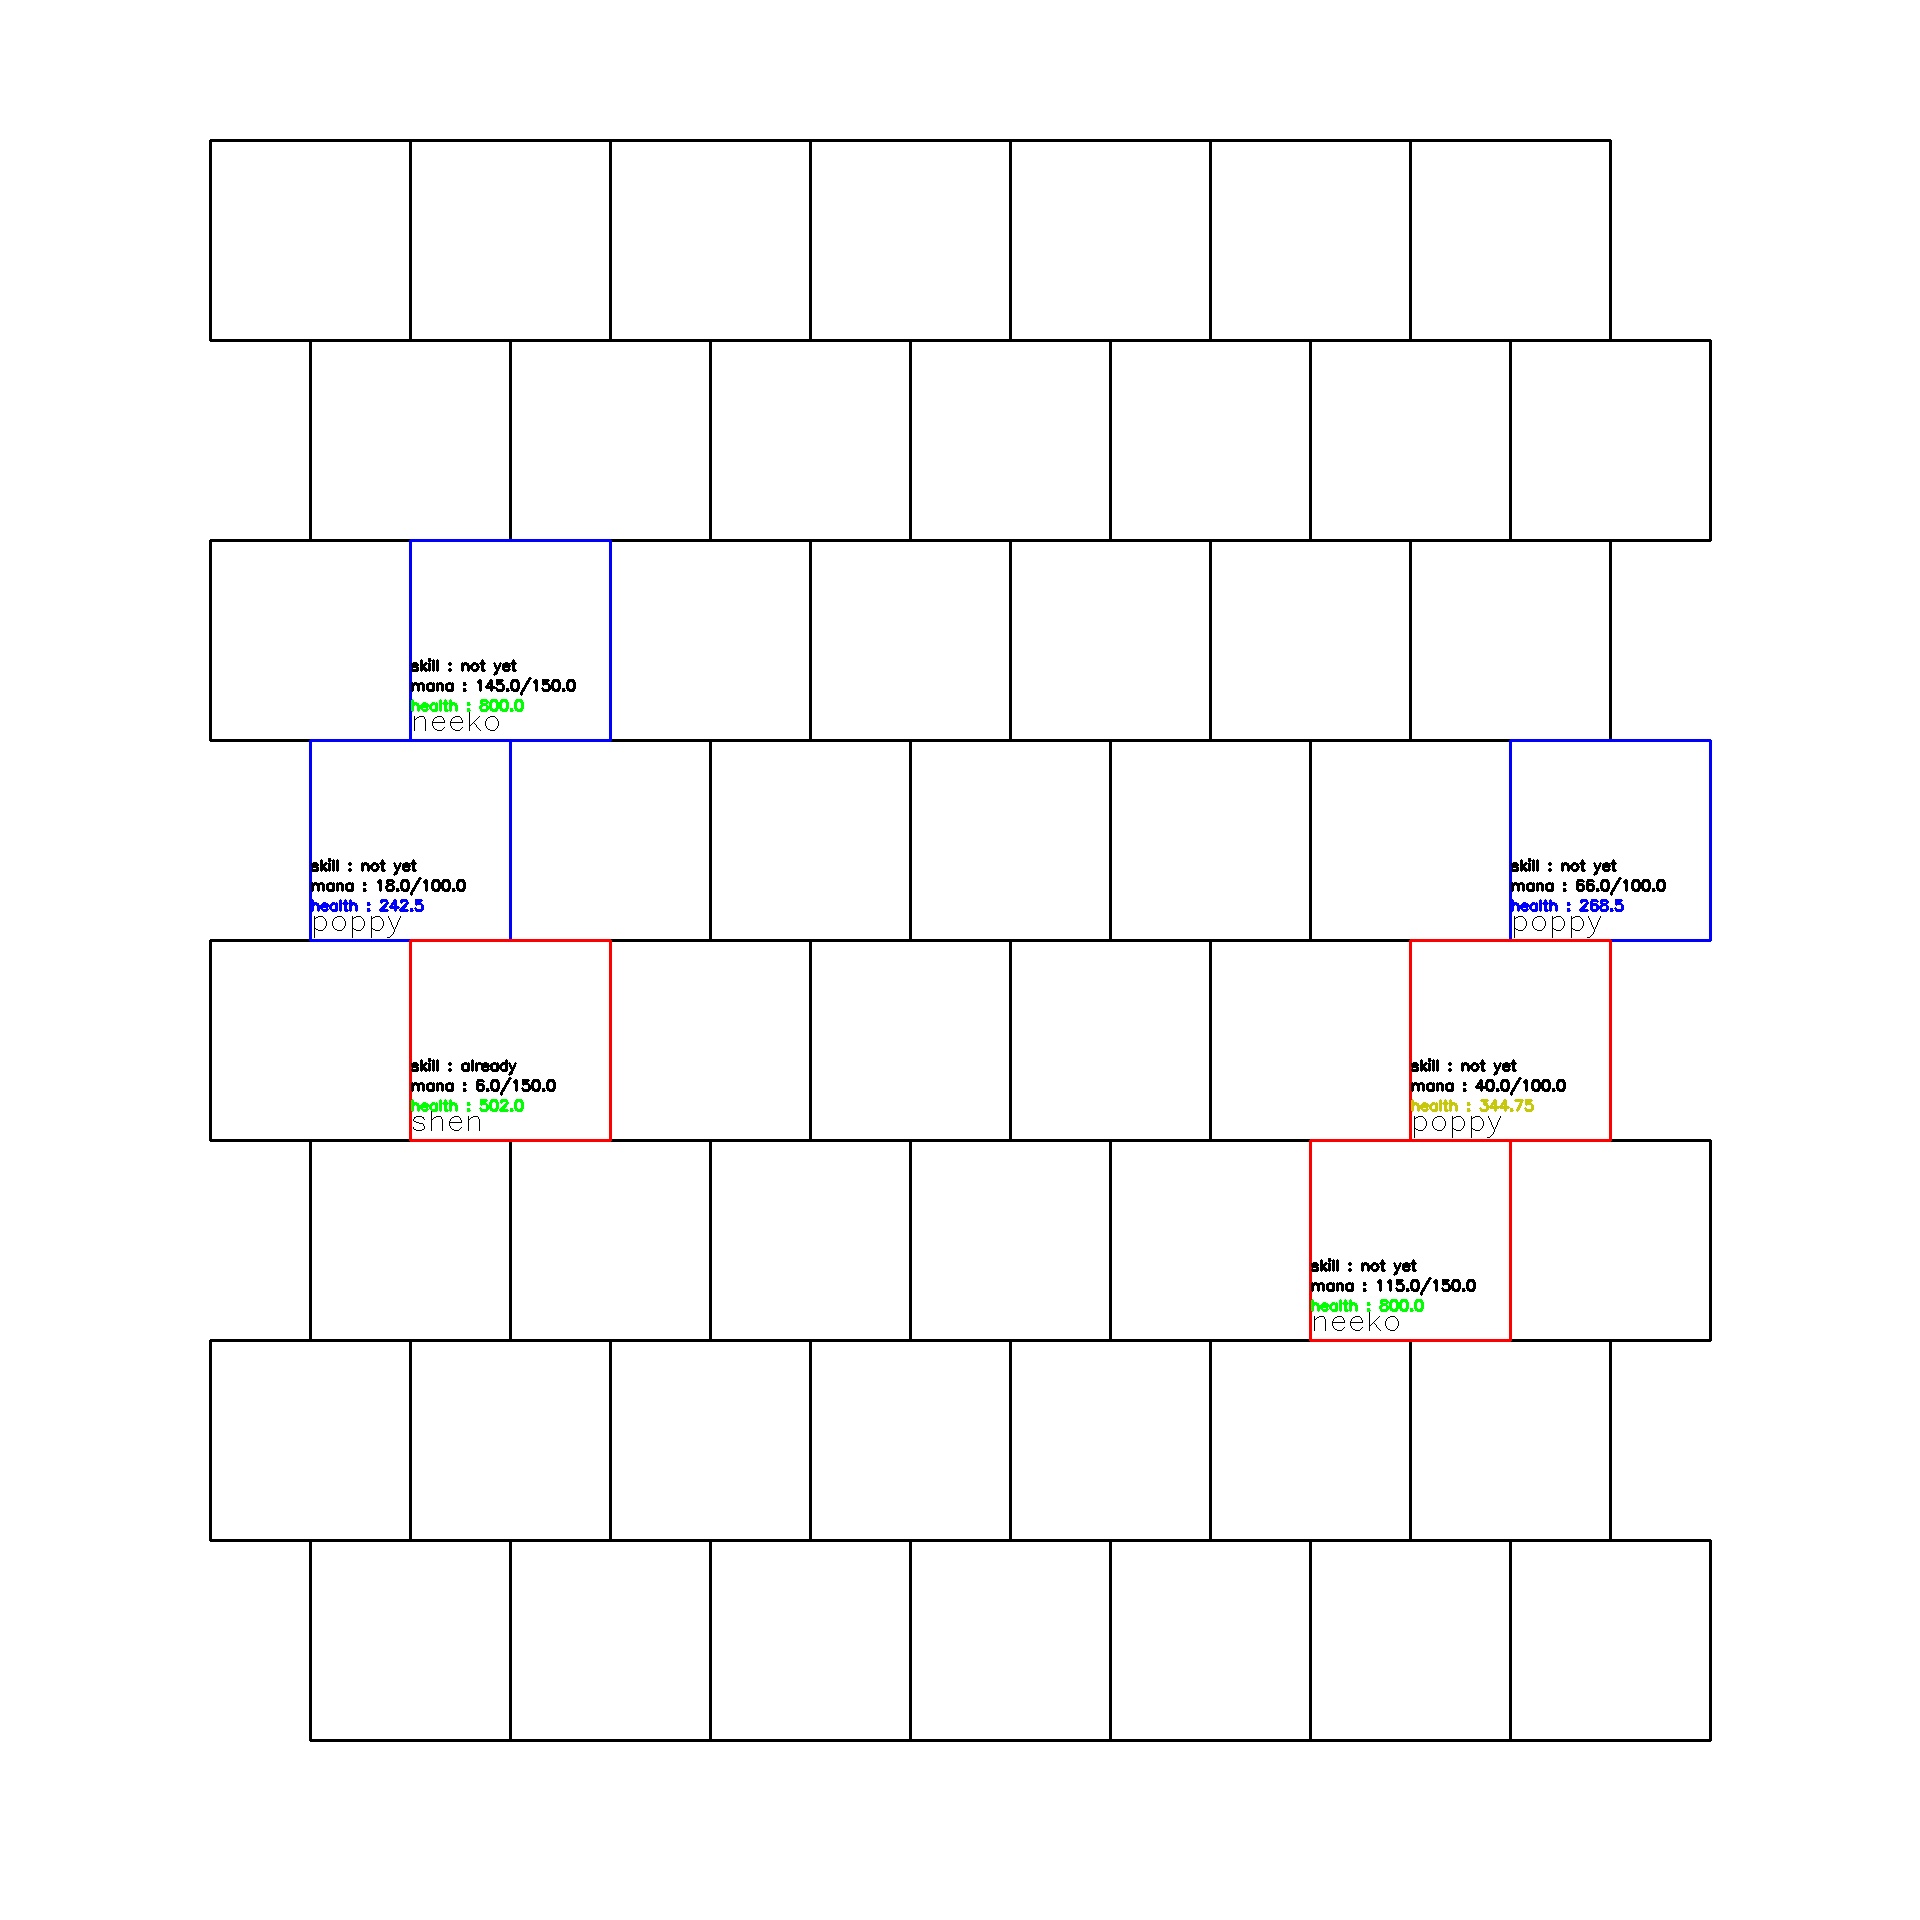 skill : not yet
mana : 145.0/150.0
health : 800.0
neeko
skill : not yet
mana : 18.0/100.0
health : 242.5
poppy
skill : not yet
mana : 66.0/100.0
health : 268.5
poppy
skill : already
mana : 6.0/150.0
health : 502.0
shen
skill : not yet
mana : 40.0/100.0
health : 344.75
poppy
skill : not yet
mana : 115.0/150.0
health : 800.0
neeko